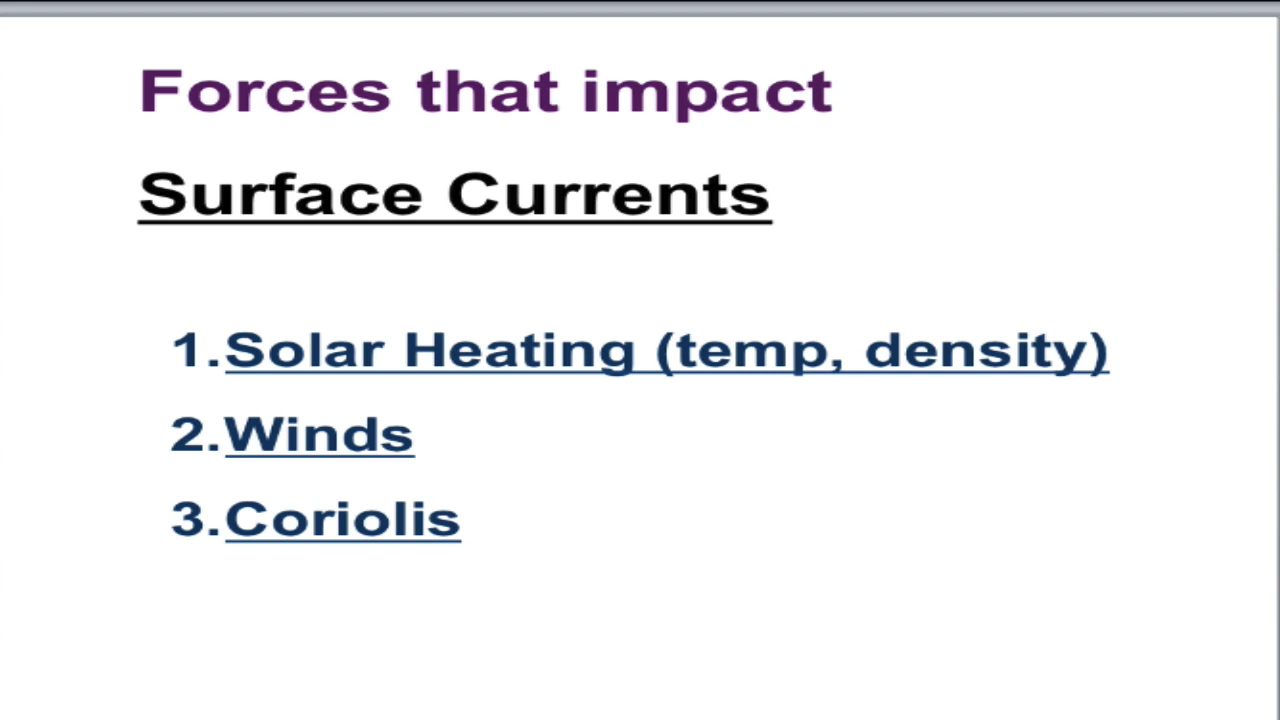 Forces that impact
Surface Currents
1.Solar Heating (temp, density)
2.Winds
3.Coriolis